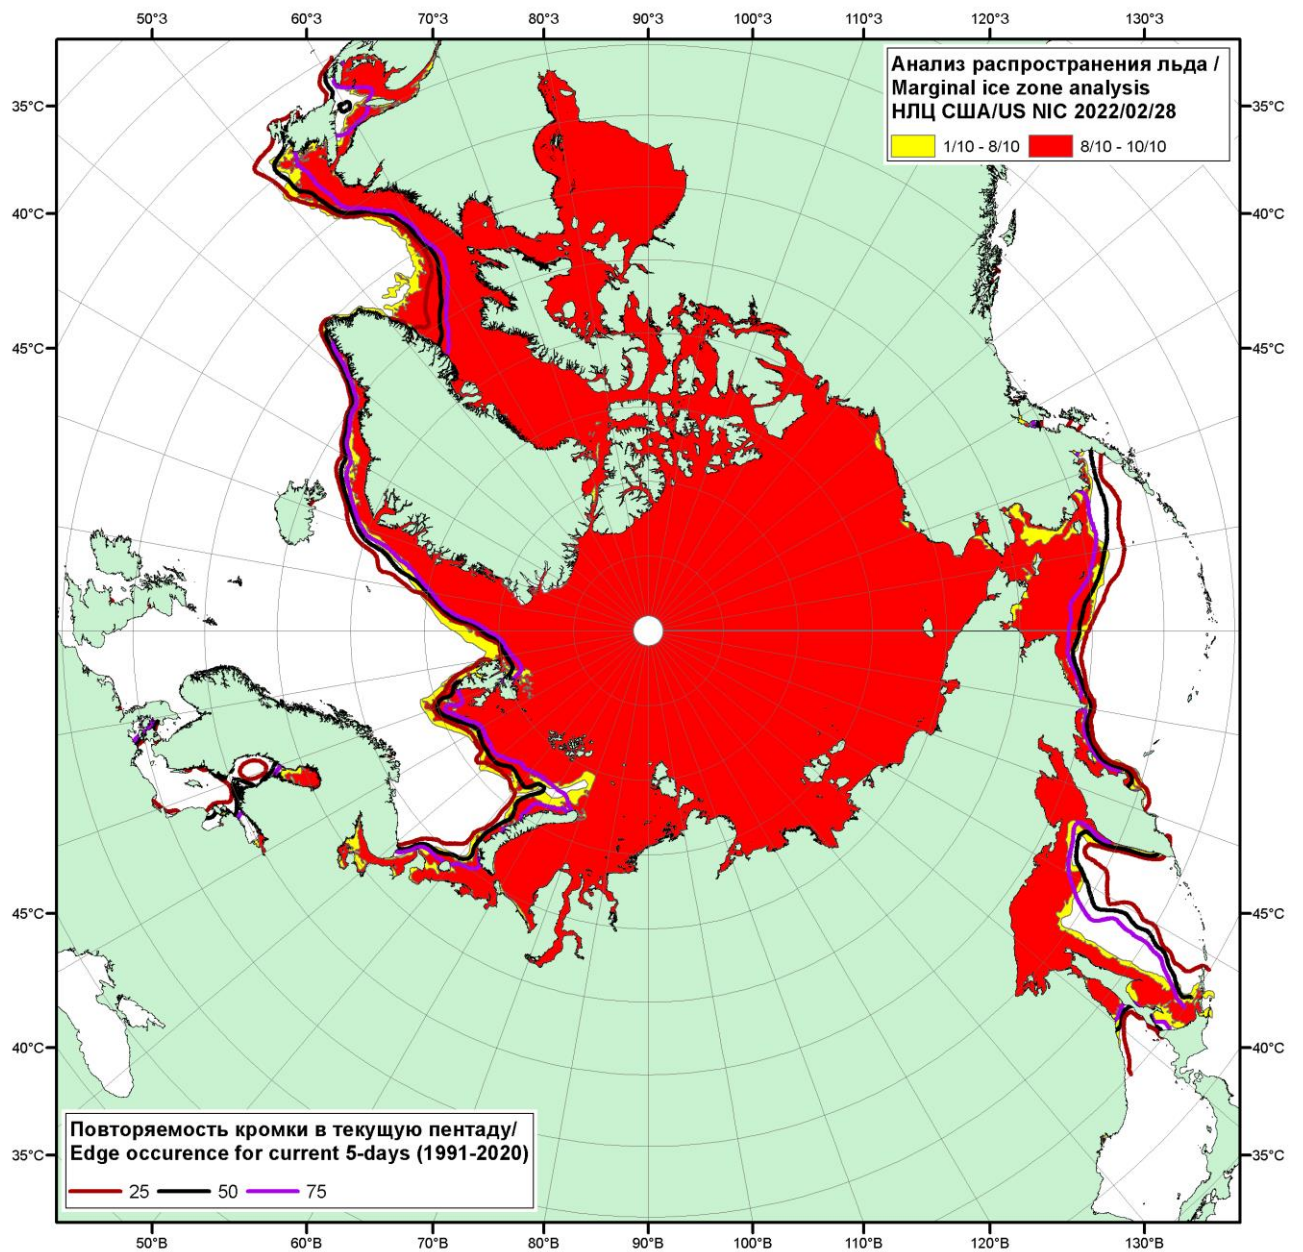 50°З 60°З 70°З 80°З 90°З 100°З 110°З 120°З 130°З
Анализ распространения льда /
Marginal ice zone analysis
НЛЦ США/US NIC 2022/02/28
1/10 - 8/10 8/10 - 10/10
35°С 35°С
40°С 40°С
45°С 45°С
45°С 45°С
40°С 40°С
35°С 35°С
Повторяемость кромки в текущую пентаду/
Edge occurence for current 5-days (1991-2020)
25 50 75
50°В 60°В 70°В 80°В 90°В 100°В 110°В 120°В 130°В